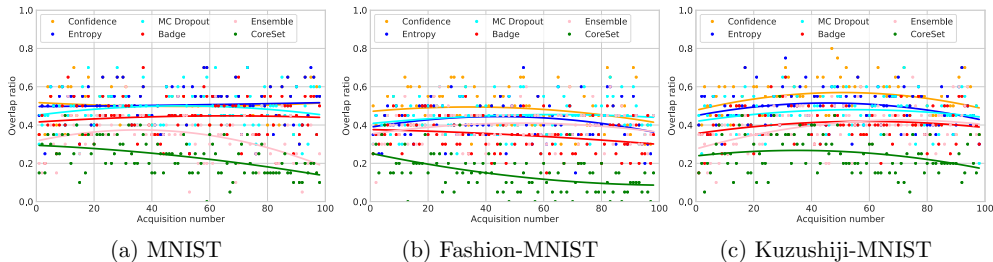 Confidence MC Dropout Ensemble
Entropy Badge CoreSet
Overlap ratio
1.0
0.8
0.6
0.4
0.2
0.0
0 20 40 60 80 100
Acquisition number
(a) MNIST
Confidence MC Dropout Ensemble
Entropy Badge CoreSet
Overlap ratio
1.0
0.8
0.6
0.4
0.2
0.0
0 20 40 60 80 100
Acquisition number
(b) Fashion-MNIST
Confidence MC Dropout Ensemble
Entropy Badge CoreSet
Overlap ratio
1.0
0.8
0.6
0.4
0.2
0.0
0 20 40 60 80 100
Acquisition number
(c) Kuzushiji-MNIST